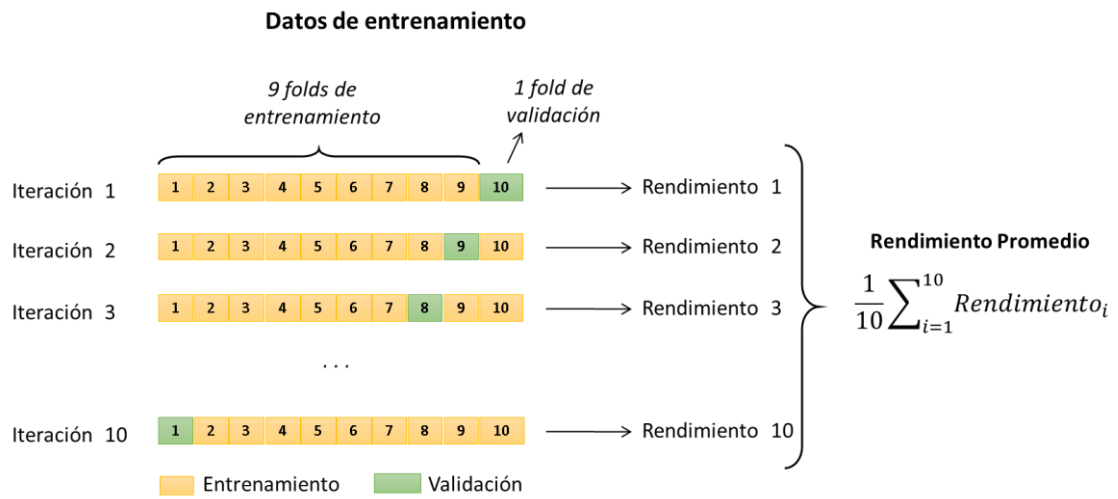 Datos de entrenamiento
9 folds de
entrenamiento
1 fold de
validación
Iteración 1
1 2 3 4 5 6 7 8 9 10
Rendimiento 1
Iteración 2
1 2 3 4 5 6 7 8 9 10
Rendimiento 2
Iteración 3
1 2 3 4 5 6 7 8 9 10
Rendimiento 3
. . .
Iteración 10
1 2 3 4 5 6 7 8 9 10
Rendimiento 10
Rendimiento Promedio
1/10 ∑_{i=1}^{10} Rendimiento_i
Entrenamiento
Validación